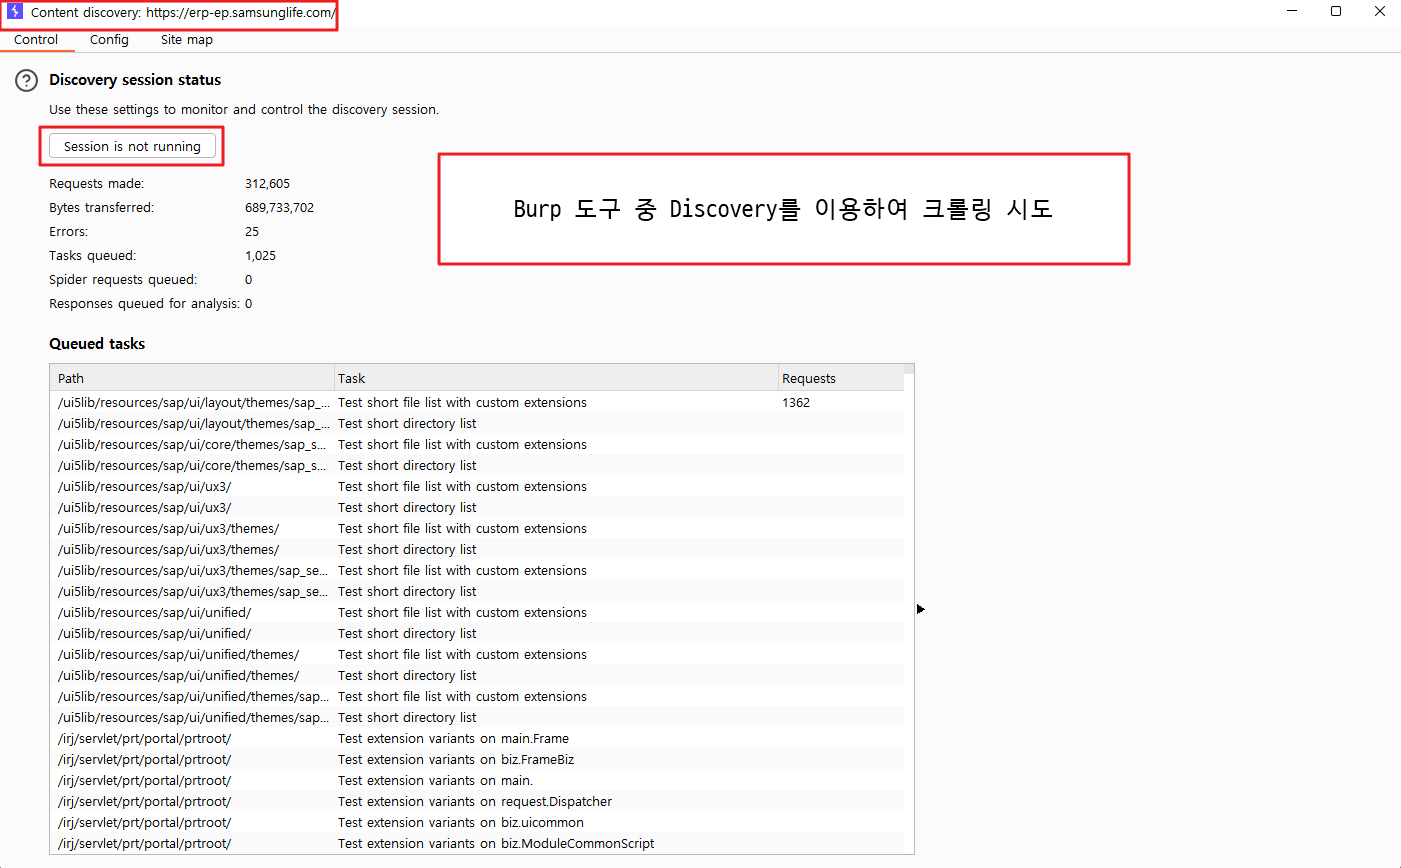 Content discovery: https://erp-ep.samsunglife.com/
Control Config Site map
Discovery session status
Use these settings to monitor and control the discovery session.
Session is not running
Burp 도구 중 Discovery를 이용하여 크롤링 시도
Requests made: 312,605
Bytes transferred: 689,733,702
Errors: 25
Tasks queued: 1,025
Spider requests queued: 0
Responses queued for analysis: 0
Queued tasks
Path Task Requests
/ui5lib/resources/sap/ui/layout/themes/sap_... Test short file list with custom extensions 1362
/ui5lib/resources/sap/ui/layout/themes/sap_... Test short directory list
/ui5lib/resources/sap/ui/core/themes/sap_s... Test short file list with custom extensions
/ui5lib/resources/sap/ui/core/themes/sap_s... Test short directory list
/ui5lib/resources/sap/ui/ux3/ Test short file list with custom extensions
/ui5lib/resources/sap/ui/ux3/ Test short directory list
/ui5lib/resources/sap/ui/ux3/themes/ Test short file list with custom extensions
/ui5lib/resources/sap/ui/ux3/themes/ Test short directory list
/ui5lib/resources/sap/ui/ux3/themes/sap_se... Test short file list with custom extensions
/ui5lib/resources/sap/ui/ux3/themes/sap_se... Test short directory list
/ui5lib/resources/sap/ui/unified/ Test short file list with custom extensions
/ui5lib/resources/sap/ui/unified/ Test short directory list
/ui5lib/resources/sap/ui/unified/themes/ Test short file list with custom extensions
/ui5lib/resources/sap/ui/unified/themes/ Test short directory list
/ui5lib/resources/sap/ui/unified/themes/sap... Test short file list with custom extensions
/ui5lib/resources/sap/ui/unified/themes/sap... Test short directory list
/irj/servlet/prt/portal/prtroot/ Test extension variants on main.Frame
/irj/servlet/prt/portal/prtroot/ Test extension variants on biz.FrameBiz
/irj/servlet/prt/portal/prtroot/ Test extension variants on main.
/irj/servlet/prt/portal/prtroot/ Test extension variants on request.Dispatcher
/irj/servlet/prt/portal/prtroot/ Test extension variants on biz.uicommon
/irj/servlet/prt/portal/prtroot/ Test extension variants on biz.ModuleCommonScript